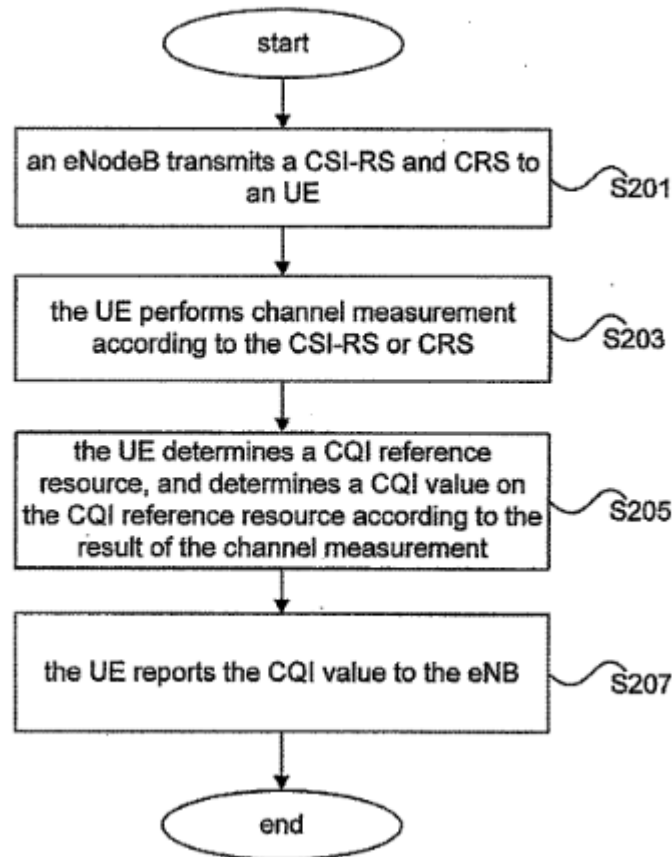 start
an eNodeB transmits a CSI-RS and CRS to
an UE
S201
the UE performs channel measurement
according to the CSI-RS or CRS
S203
the UE determines a CQI reference
resource, and determines a CQI value on
the CQI reference resource according to the
result of the channel measurement
S205
the UE reports the CQI value to the eNB
S207
end